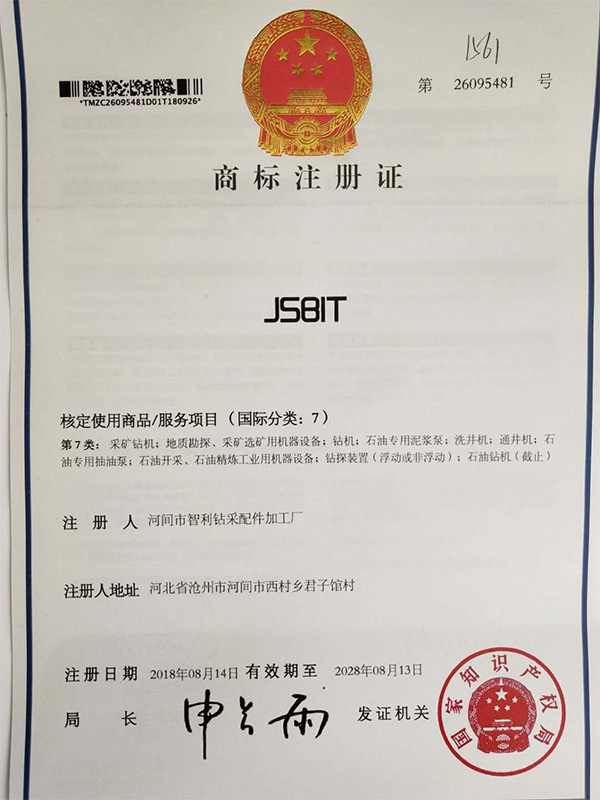 1561
*TMZC26095481D01T180926*
第 26095481 号
商标注册证
JSBIT
核定使用商品/服务项目（国际分类：7）
第7类：采矿钻机；地质勘探、采矿选矿用机器设备；钻机；石油专用泥浆泵；洗井机；通井机；石
油专用抽油泵；石油开采、石油精炼工业用机器设备；钻探装置（浮动或非浮动）；石油钻机（截止）
注册人 河间市智利钻采配件加工厂
注册人地址 河北省沧州市河间市西村乡君子馆村
注册日期 2018年08月14日 有效期至 2028年08月13日
局长 申长雨 发证机关
国家知识产权局